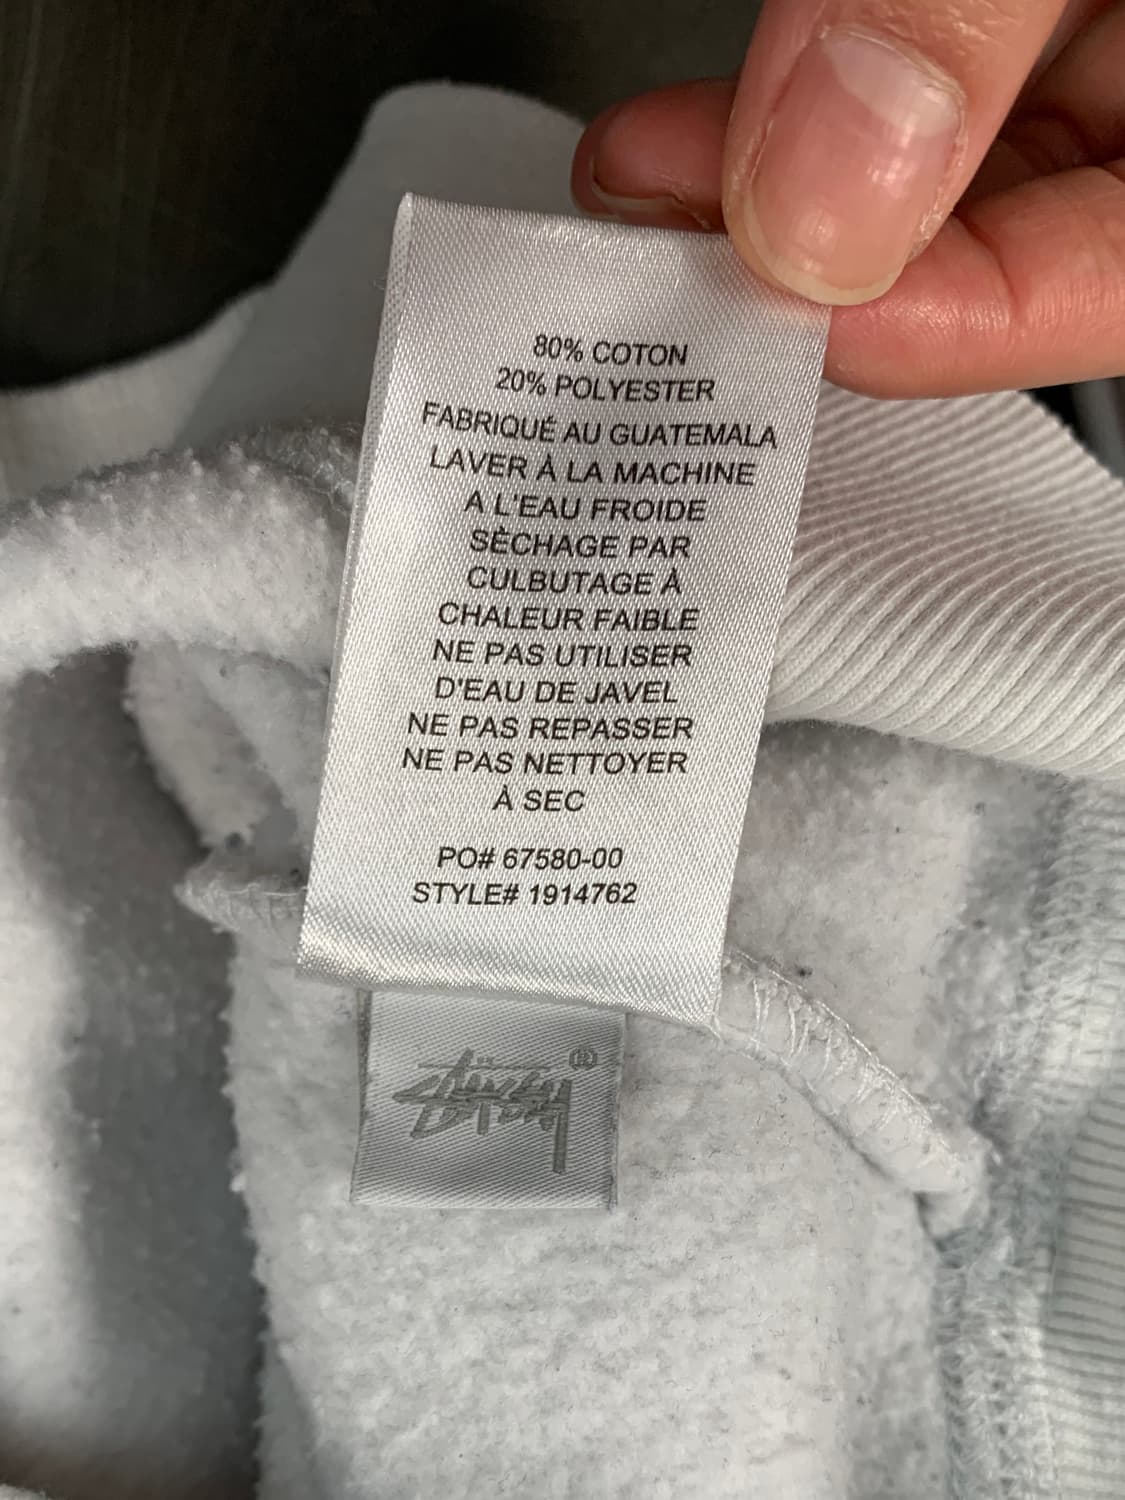 80% COTON
20% POLYESTER
FABRIQUÉ AU GUATEMALA
LAVER À LA MACHINE
A L'EAU FROIDE
SÈCHAGE PAR
CULBUTAGE À
CHALEUR FAIBLE
NE PAS UTILISER
D'EAU DE JAVEL
NE PAS REPASSER
NE PAS NETTOYER
À SEC
PO# 67580-00
STYLE# 1914762
Stüssy®